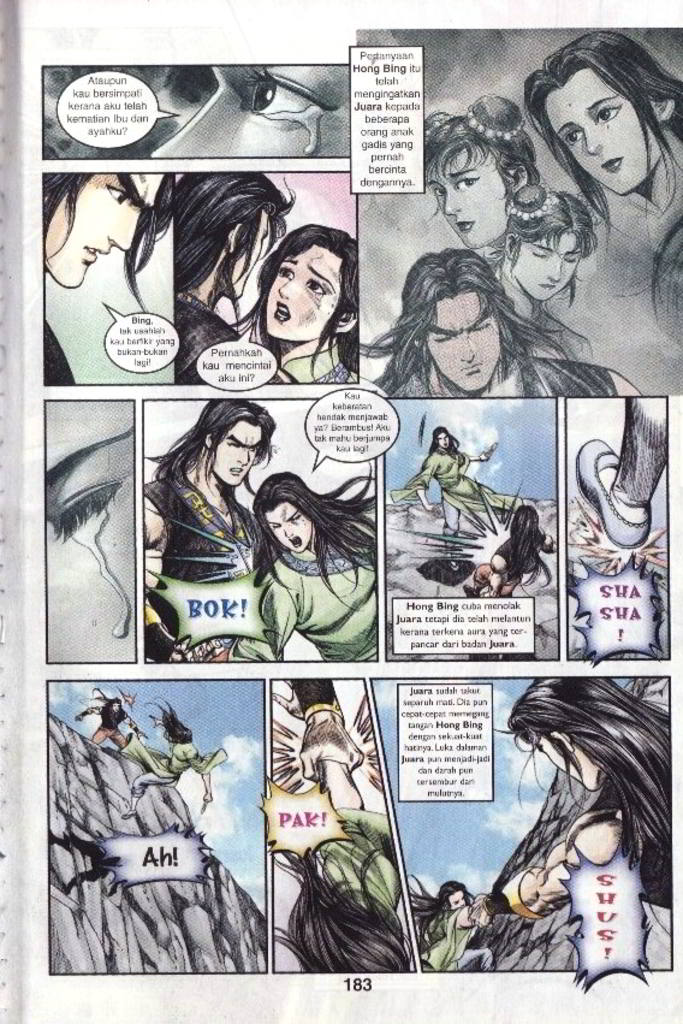 Ataupun
kau bersimpati
kerana aku telah
kematian Ibu dan
ayahku?
Pertanyaan
Hong Bing itu
telah
mengingatkan
Juara kepada
beberapa
orang anak
gadis yang
pernah
bercinta
dengannya.
Bing,
tak usahlah
kau berfikir yang
bukan-bukan
lagi!
Pernahkah
kau mencintai
aku ini?
Kau
keberatan
hendak menjawab
ya? Berambus! Aku
tak mahu berjumpa
kau lagi!
BOK!
Hong Bing cuba menolak
Juara tetapi dia telah melantun
kerana terkena aura yang ter-
pancar dari badan Juara.
SHA
SHA
!
Ah!
PAK!
Juara sudah takut
separuh mati. Dia pun
cepat-cepat memegang
tangan Hong Bing
dengan sekuat-kuat
hatinya. Luka dalaman
Juara pun menjadi-jadi
dan darah pun
tersembur dari
mulutnya.
SHUS!
183